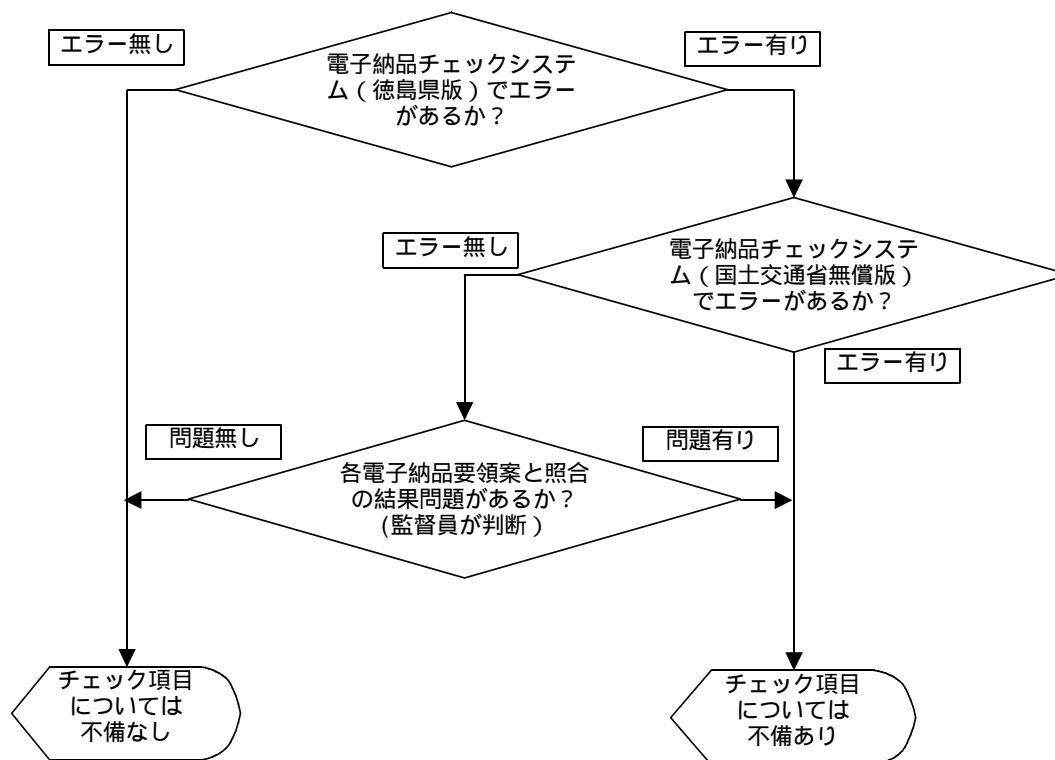 エラー無し
エラー有り
電子納品チェックシステ
ム（徳島県版）でエラー
があるか？
エラー無し
電子納品チェックシステ
ム（国土交通省無償版）
でエラーがあるか？
エラー有り
問題無し
問題有り
各電子納品要領案と照合
の結果問題があるか？
(監督員が判断）
チェック項目
については
不備なし
チェック項目
については
不備あり